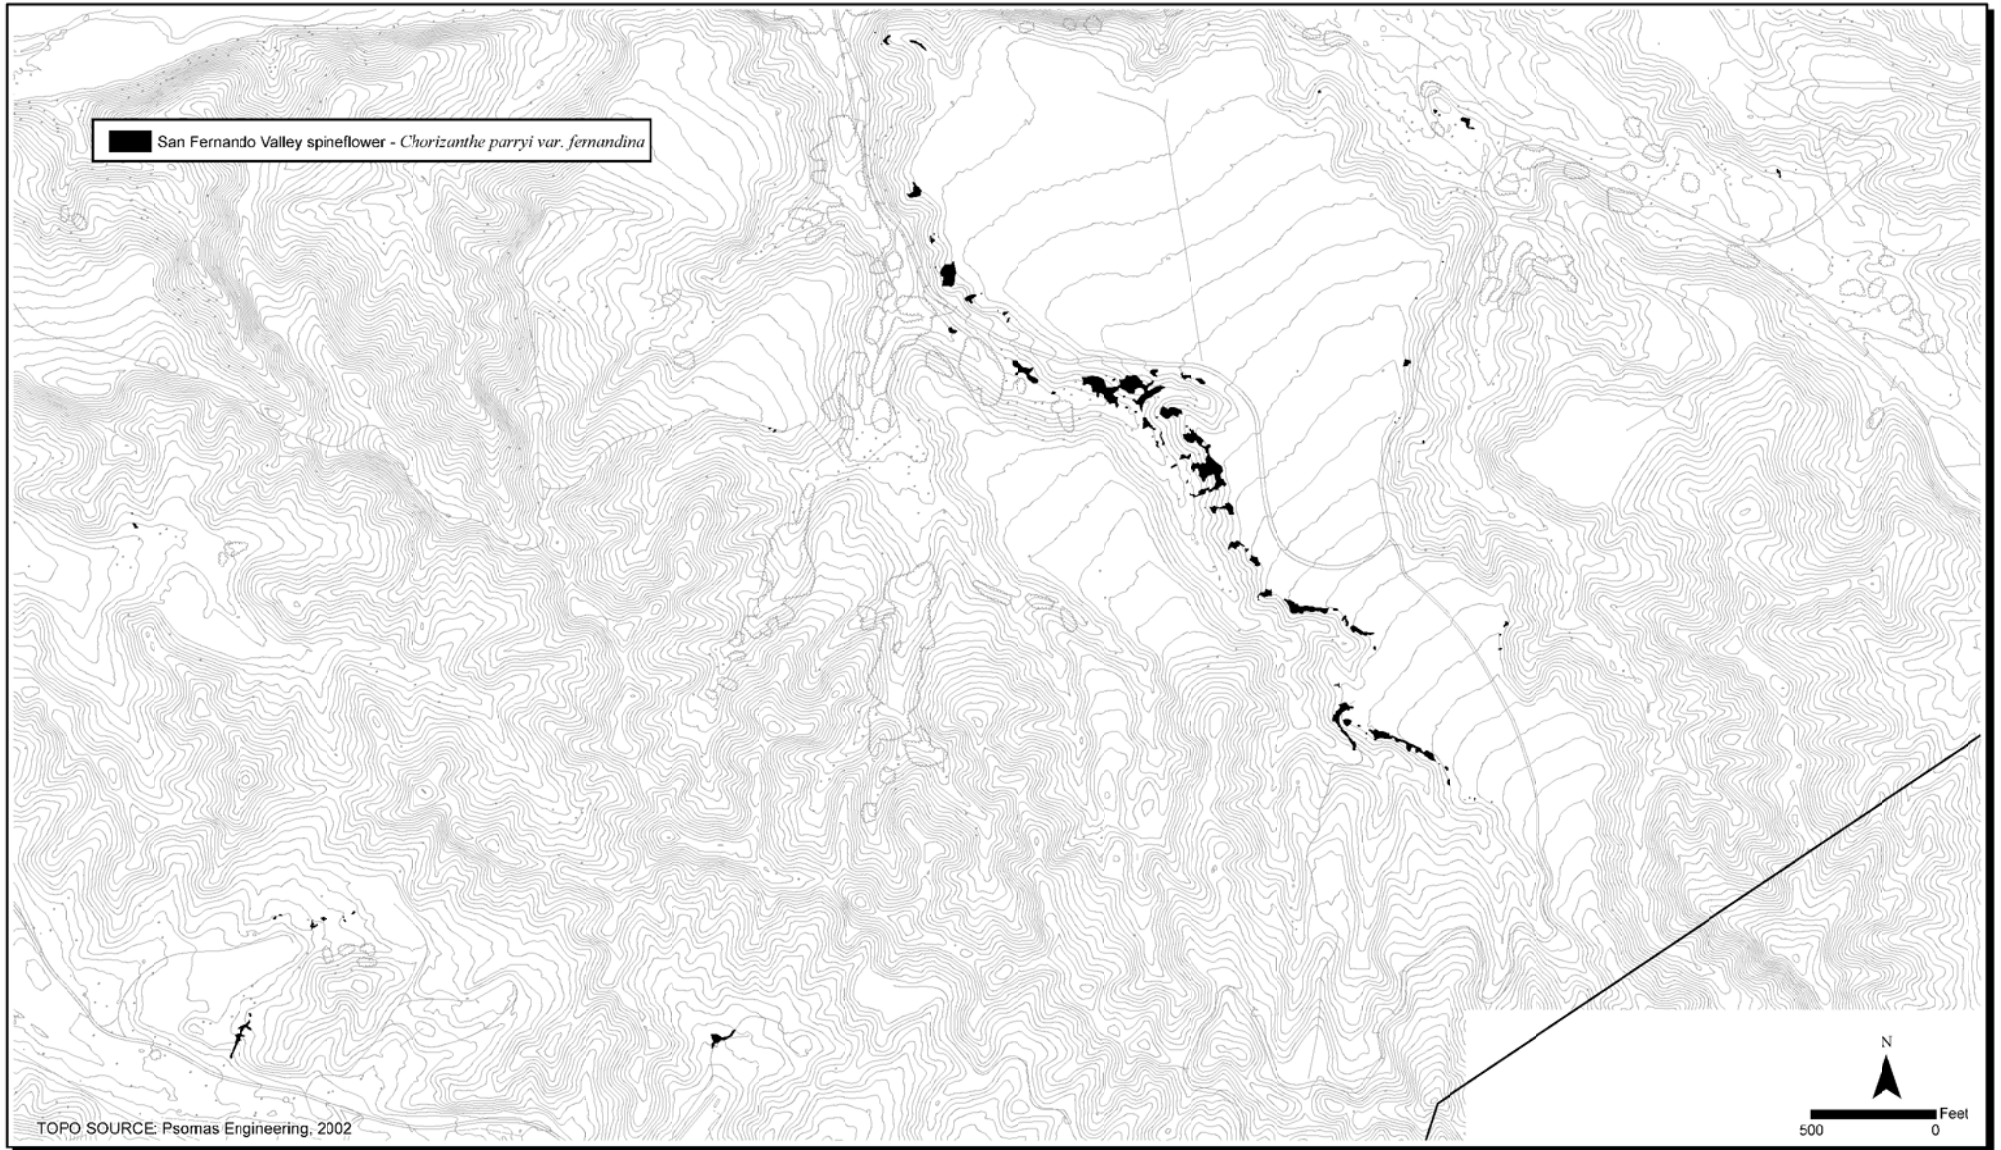 San Fernando Valley spineflower - Chorizanthe parryi var. fernandina
N
Feet
500 0
TOPO SOURCE: Psomas Engineering, 2002